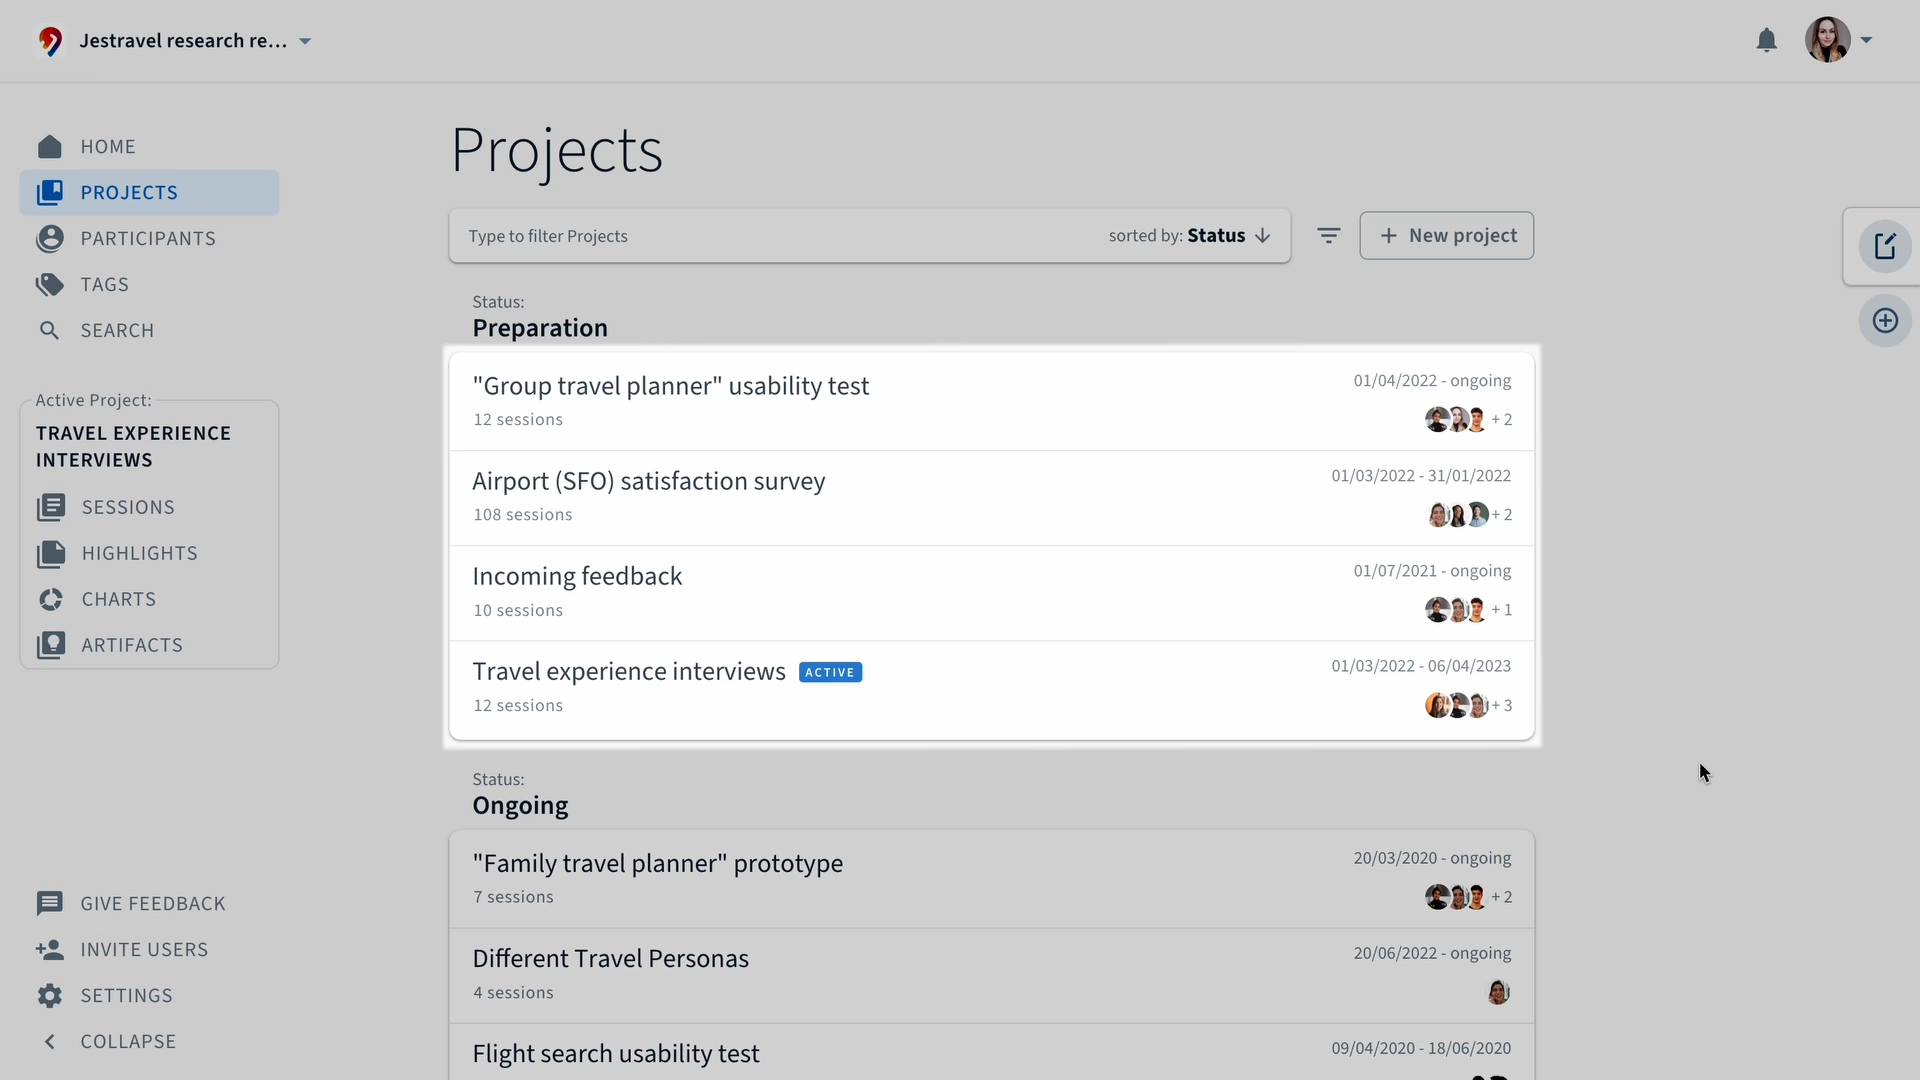 Jestravel research re...
HOME
PROJECTS
PARTICIPANTS
TAGS
SEARCH
Active Project:
TRAVEL EXPERIENCE
INTERVIEWS
SESSIONS
HIGHLIGHTS
CHARTS
ARTIFACTS
GIVE FEEDBACK
INVITE USERS
SETTINGS
COLLAPSE
Projects
Type to filter Projects
sorted by: Status
New project
Status:
Preparation
"Group travel planner" usability test
01/04/2022 - ongoing
12 sessions
+ 2
Airport (SFO) satisfaction survey
01/03/2022 - 31/01/2022
108 sessions
+ 2
Incoming feedback
01/07/2021 - ongoing
10 sessions
+ 1
Travel experience interviews ACTIVE
01/03/2022 - 06/04/2023
12 sessions
+ 3
Status:
Ongoing
"Family travel planner" prototype
20/03/2020 - ongoing
7 sessions
+ 2
Different Travel Personas
20/06/2022 - ongoing
4 sessions
Flight search usability test
09/04/2020 - 18/06/2020